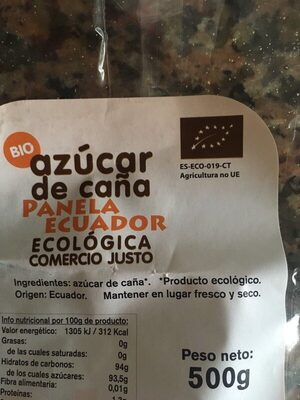 BIO
azúcar
de caña
PANELA
ECUADOR
ECOLÓGICA
COMERCIO JUSTO
ES-ECO-019-CT
Agricultura no UE
Ingredientes: azúcar de caña*. *Producto ecológico.
Origen: Ecuador. Mantener en lugar fresco y seco.
Info nutricional por 100g de producto:
Valor energético: 1305 kJ / 312 Kcal
Grasas: 0g
de las cuales saturadas: 0g
Hidratos de carbonos: 94g
de los cuales azúcares: 93,5g
Fibra alimentaria: 0,01g
Proteínas:
Peso neto:
500g